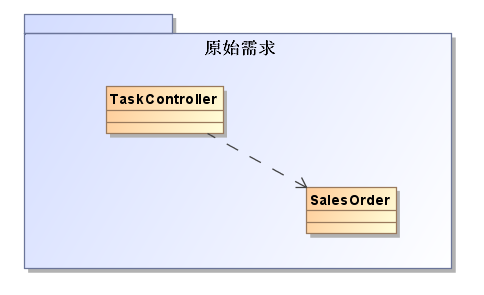 原始需求
TaskController
SalesOrder